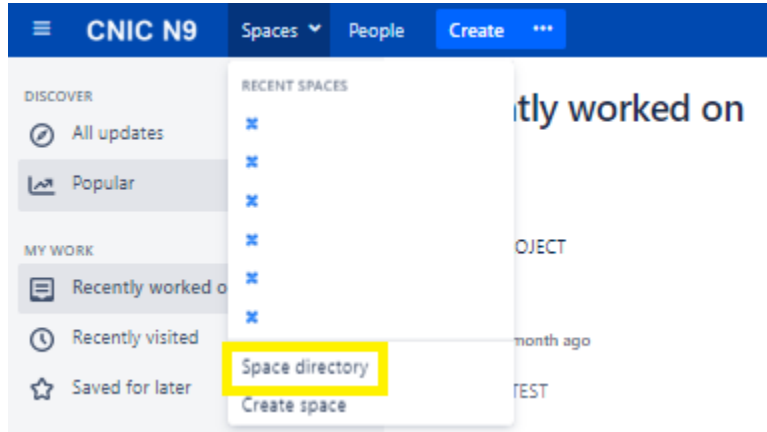 CNIC N9 Spaces People Create
DISCOVER
All updates
Popular
MY WORK
Recently worked o
Recently visited
Saved for later
RECENT SPACES
Space directory
Create space
tly worked on
OJECT
month ago
TEST